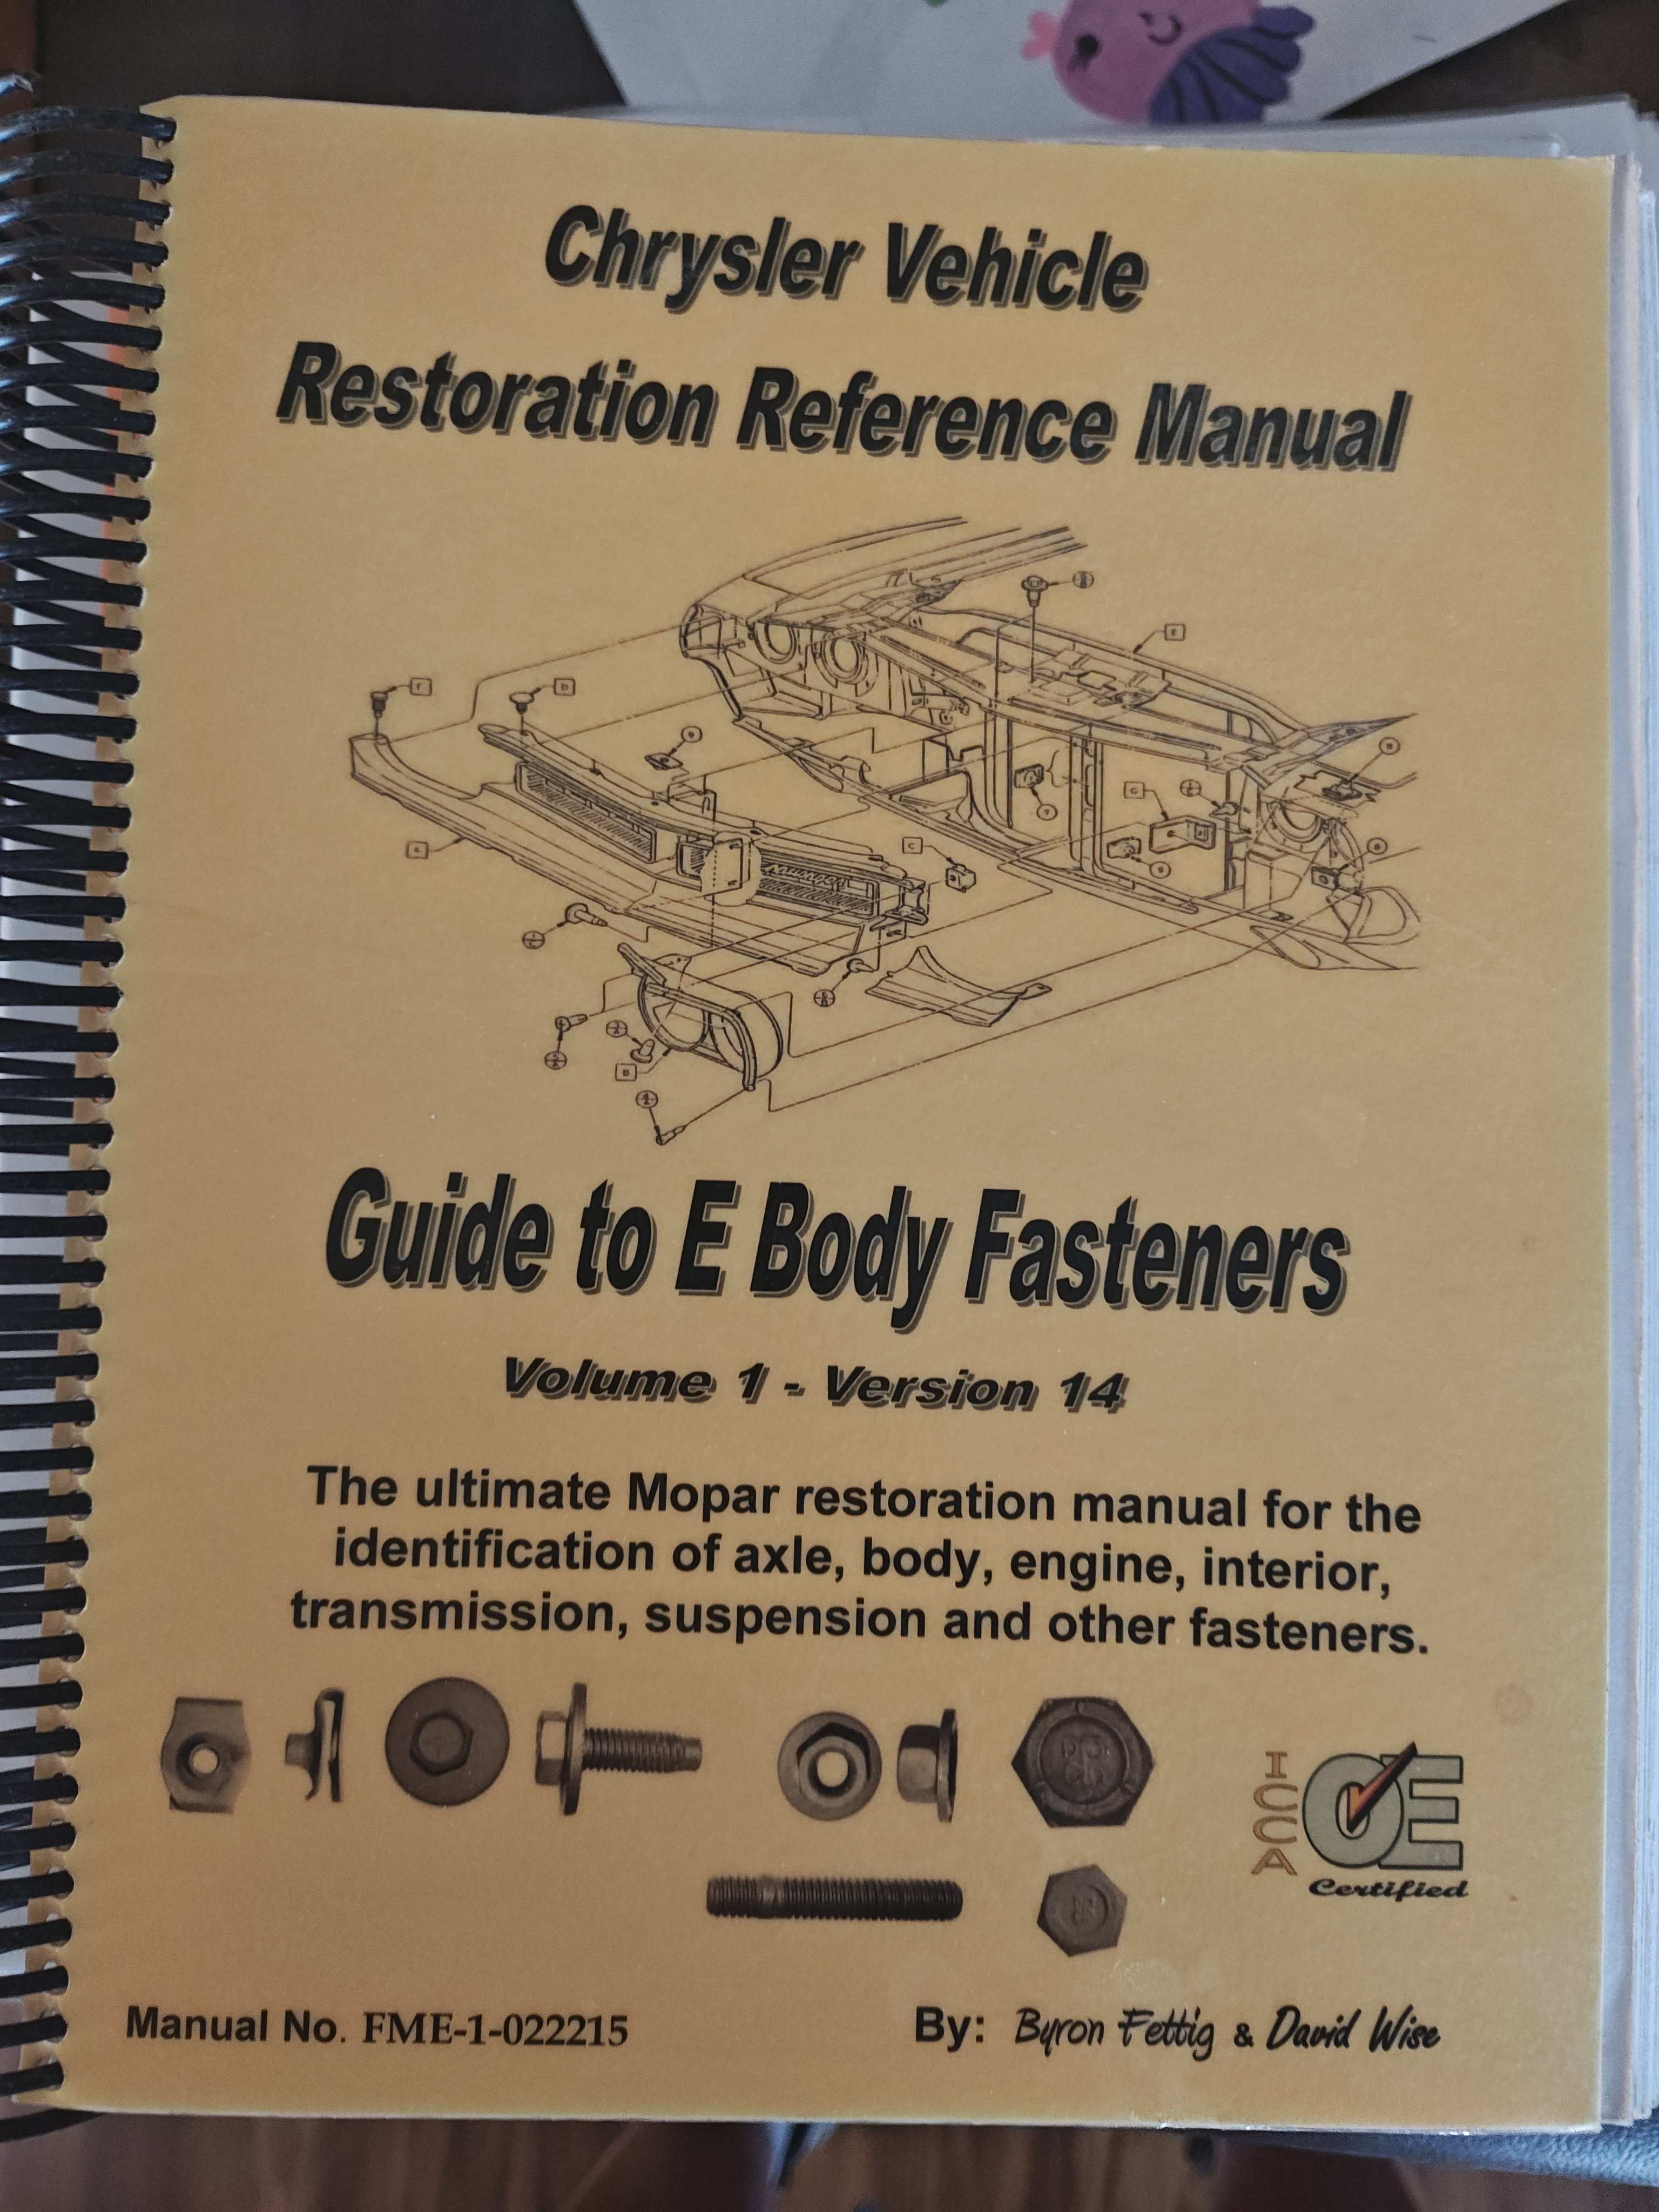 Chrysler Vehicle
Restoration Reference Manual
Guide to E Body Fasteners
Volume 1 - Version 14
The ultimate Mopar restoration manual for the
identification of axle, body, engine, interior,
transmission, suspension and other fasteners.
ICCA
OE
Certified
Manual No. FME-1-022215
By: Byron Fettig & David Wise